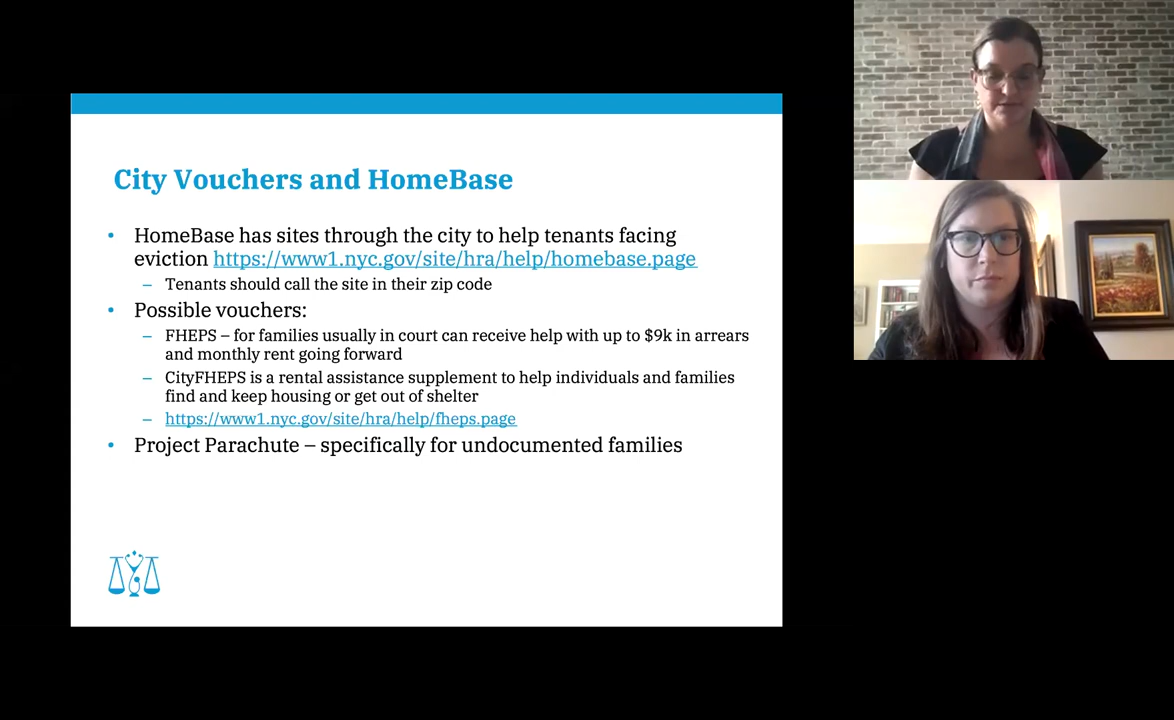 City Vouchers and HomeBase
• HomeBase has sites through the city to help tenants facing
eviction https://www1.nyc.gov/site/hra/help/homebase.page
– Tenants should call the site in their zip code
• Possible vouchers:
– FHEPS – for families usually in court can receive help with up to $9k in arrears
and monthly rent going forward
– CityFHEPS is a rental assistance supplement to help individuals and families
find and keep housing or get out of shelter
– https://www1.nyc.gov/site/hra/help/fheps.page
• Project Parachute – specifically for undocumented families